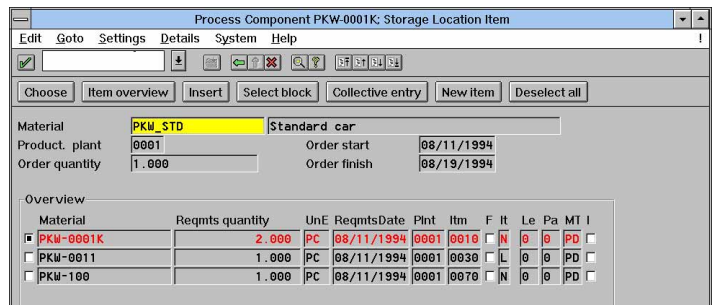 Process Component PKW-0001K; Storage Location Item
Edit Goto Settings Details System Help !
Choose Item overview Insert Select block Collective entry New item Deselect all
Material PKW_STD Standard car
Product. plant 0001 Order start 08/11/1994
Order quantity 1.000 Order finish 08/19/1994
Overview
Material Reqmts quantity UnE ReqmtsDate Plnt Itm F It Le Pa MT I
PKW-0001K 2.000 PC 08/11/1994 0001 0010 N 0 0 PD
PKW-0011 1.000 PC 08/11/1994 0001 0030 L 0 0 PD
PKW-100 1.000 PC 08/11/1994 0001 0070 N 0 0 PD